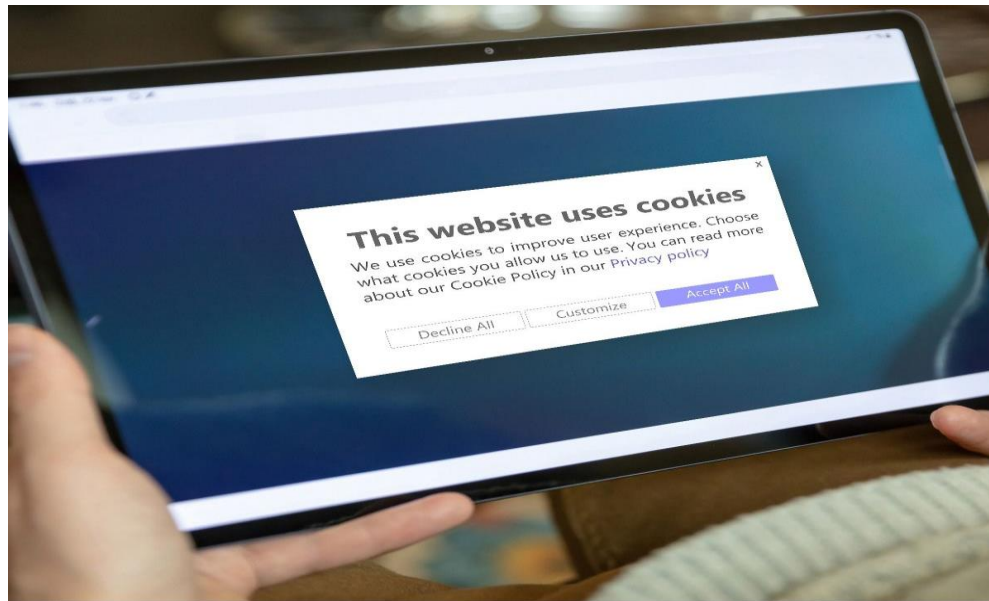 x
This website uses cookies
We use cookies to improve user experience. Choose
what cookies you allow us to use. You can read more
about our Cookie Policy in our Privacy policy
Decline All Customize Accept All